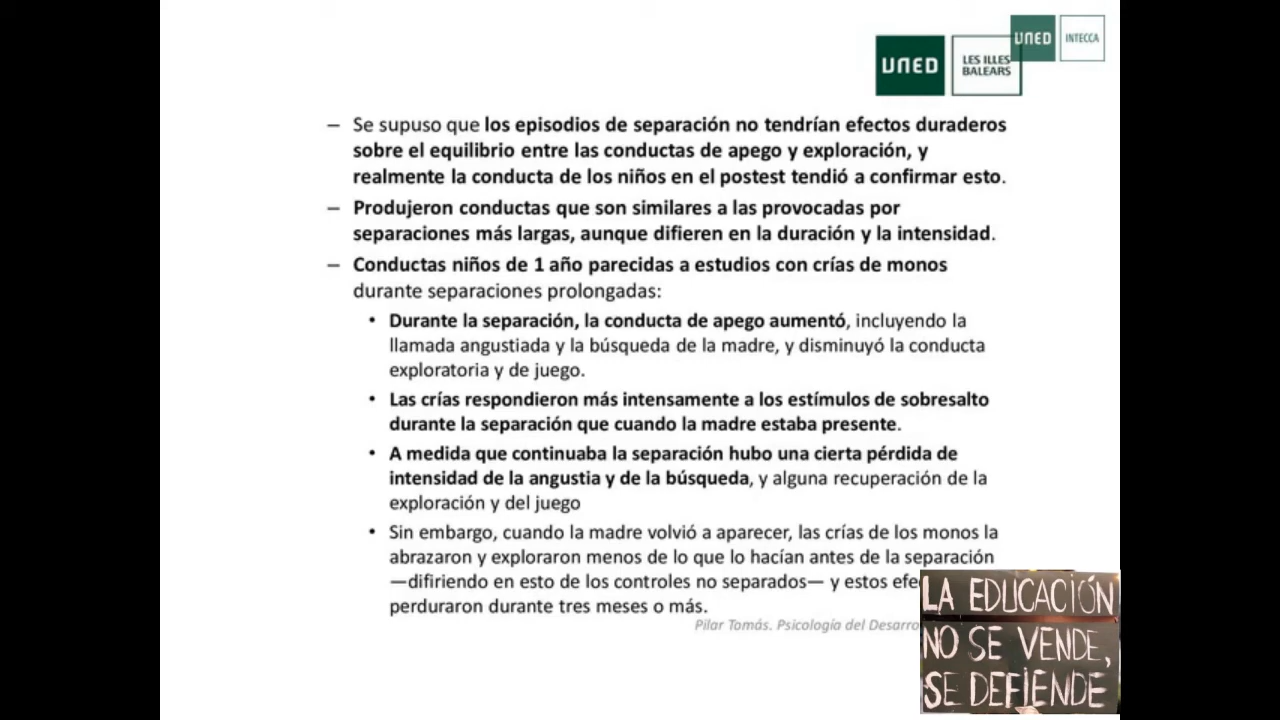 UNED
INTECCA
UNED
LES ILLES
BALEARS
– Se supuso que los episodios de separación no tendrían efectos duraderos
sobre el equilibrio entre las conductas de apego y exploración, y
realmente la conducta de los niños en el postest tendió a confirmar esto.
– Produjeron conductas que son similares a las provocadas por
separaciones más largas, aunque difieren en la duración y la intensidad.
– Conductas niños de 1 año parecidas a estudios con crías de monos
durante separaciones prolongadas:
• Durante la separación, la conducta de apego aumentó, incluyendo la
llamada angustiada y la búsqueda de la madre, y disminuyó la conducta
exploratoria y de juego.
• Las crías respondieron más intensamente a los estímulos de sobresalto
durante la separación que cuando la madre estaba presente.
• A medida que continuaba la separación hubo una cierta pérdida de
intensidad de la angustia y de la búsqueda, y alguna recuperación de la
exploración y del juego
• Sin embargo, cuando la madre volvió a aparecer, las crías de los monos la
abrazaron y exploraron menos de lo que lo hacían antes de la separación
—difiriendo en esto de los controles no separados— y estos
perduraron durante tres meses o más.
Pilar Tomás. Psicología del
LA EDUCACIÓN
NO SE VENDE,
SE DEFIENDE